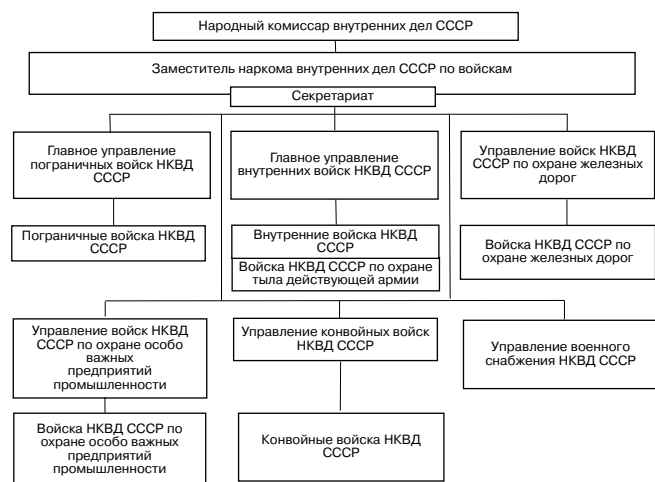 Народный комиссар внутренних дел СССР
Заместитель наркома внутренних дел СССР по войскам
Секретариат
Главное управление
пограничных войск НКВД
СССР
Главное управление
внутренних войск НКВД СССР
Управление войск НКВД
СССР по охране железных
дорог
Пограничные войска НКВД
СССР
Внутренние войска НКВД
СССР
Войска НКВД СССР по охране
тыла действующей армии
Войска НКВД СССР по
охране железных дорог
Управление войск НКВД
СССР по охране особо
важных
предприятий
промышленности
Управление конвойных войск
НКВД СССР
Управление военного
снабжения НКВД СССР
Войска НКВД СССР по
охране особо важных
предприятий
промышленности
Конвойные войска НКВД
СССР